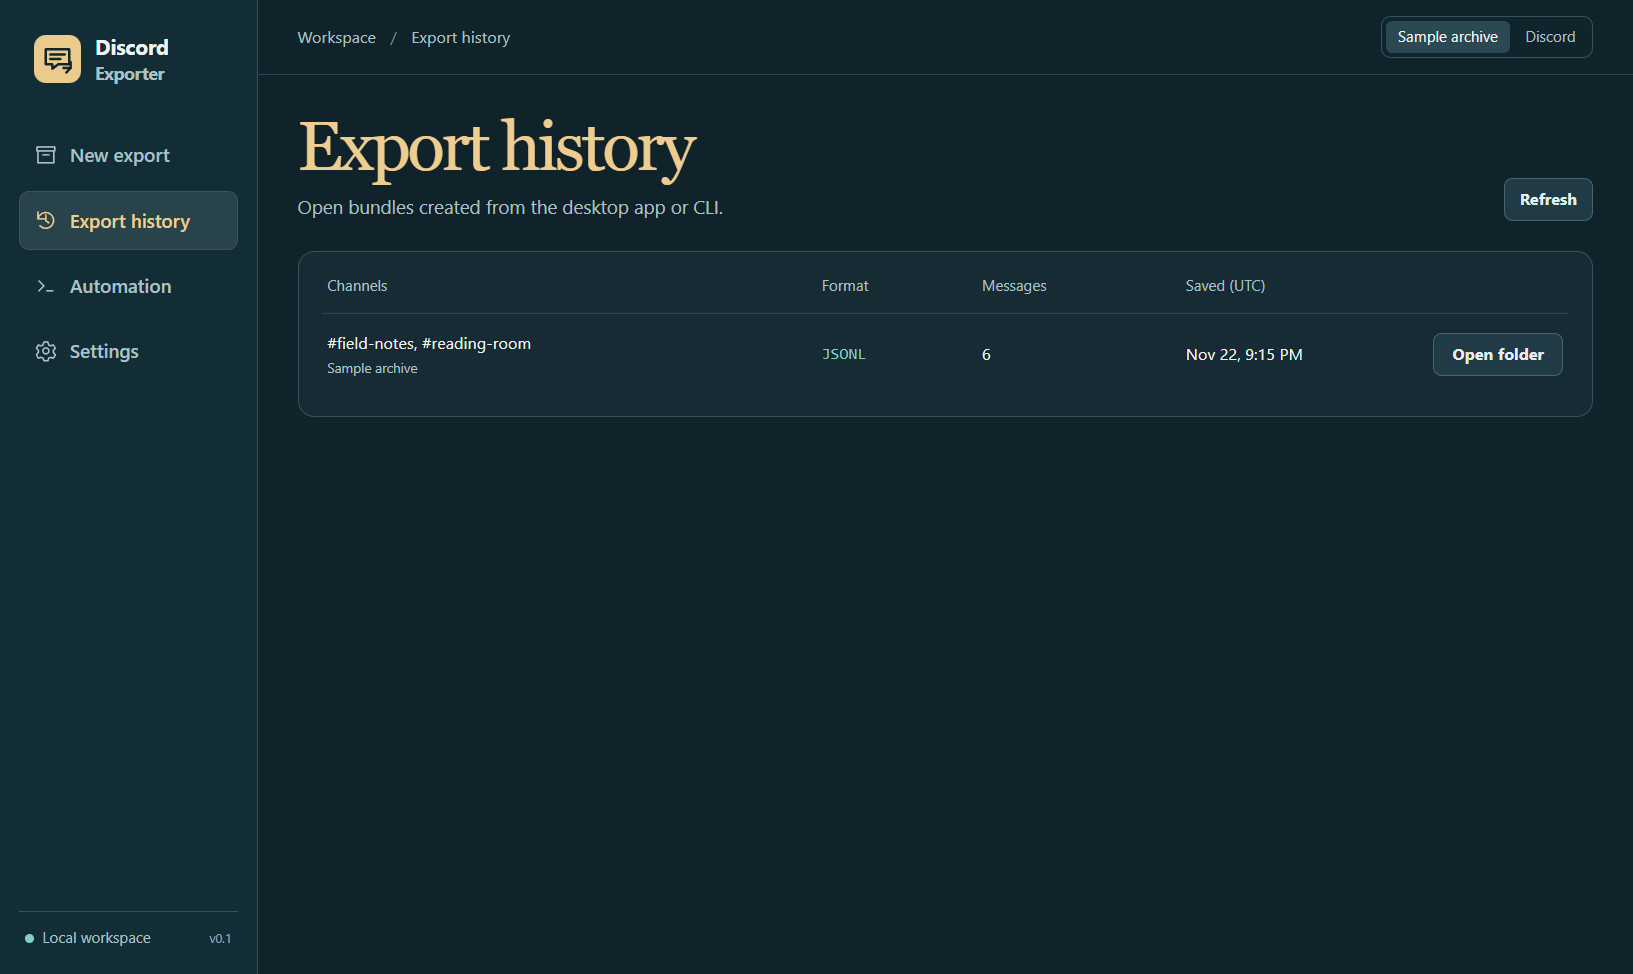 Discord
Exporter
New export
Export history
Automation
Settings
Local workspace v0.1
Workspace / Export history
Sample archive Discord
Export history
Open bundles created from the desktop app or CLI.
Refresh
Channels Format Messages Saved (UTC)
#field-notes, #reading-room
Sample archive
JSONL 6 Nov 22, 9:15 PM Open folder